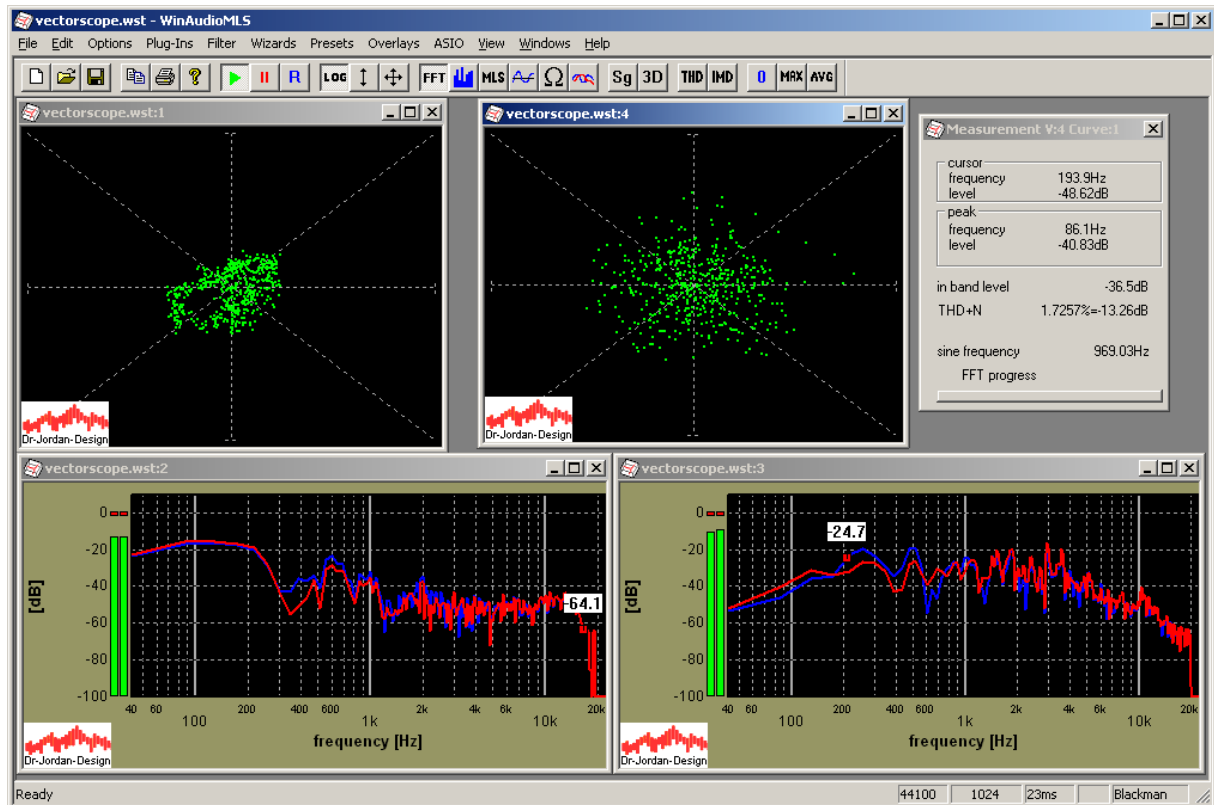 vectorscope.wst - WinAudioMLS
File Edit Options Plug-Ins Filter Wizards Presets Overlays ASIO View Windows Help
R LOG FFT MLS Ω Sg 3D THD IMD 0 MAX AVG
vectorscope.wst:1
Dr-Jordan-Design
vectorscope.wst:4
Dr-Jordan-Design
Measurement V:4 Curve:1
cursor
frequency 193.9Hz
level -48.62dB
peak
frequency 86.1Hz
level -40.83dB
in band level -36.5dB
THD+N 1.7257%=-13.26dB
sine frequency 969.03Hz
FFT progress
vectorscope.wst:2
0
-20
-40
-60
-80
-100
[dB]
-64.1
40 60 100 200 400 600 1k 2k 4k 6k 10k 20k
frequency [Hz]
Dr-Jordan-Design
vectorscope.wst:3
0
-20
-40
-60
-80
-100
[dB]
-24.7
40 60 100 200 400 600 1k 2k 4k 6k 10k 20k
frequency [Hz]
Dr-Jordan-Design
Ready 44100 1024 23ms Blackman